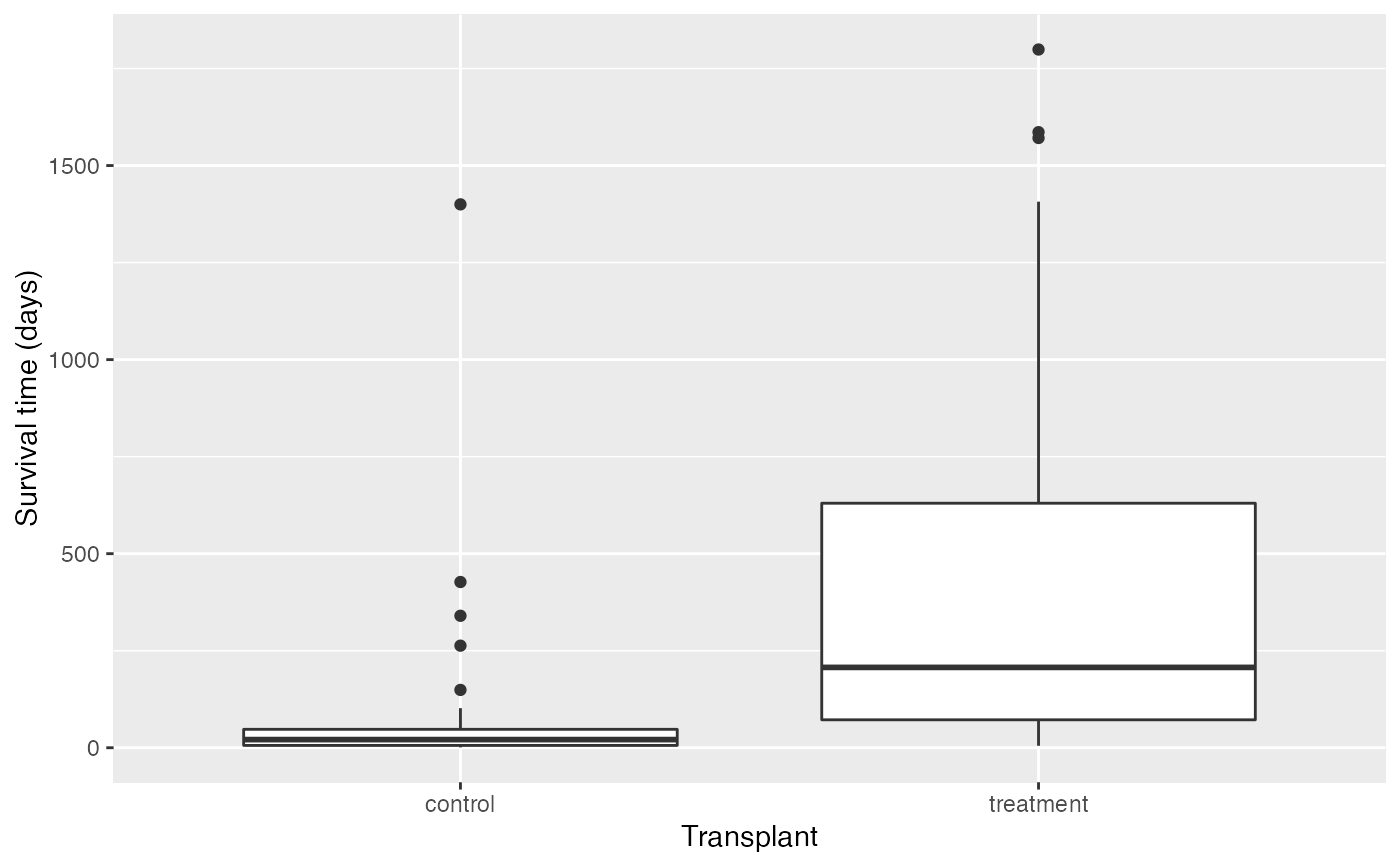 Survival time (days)
1500
1000
500
0
control
treatment
Transplant